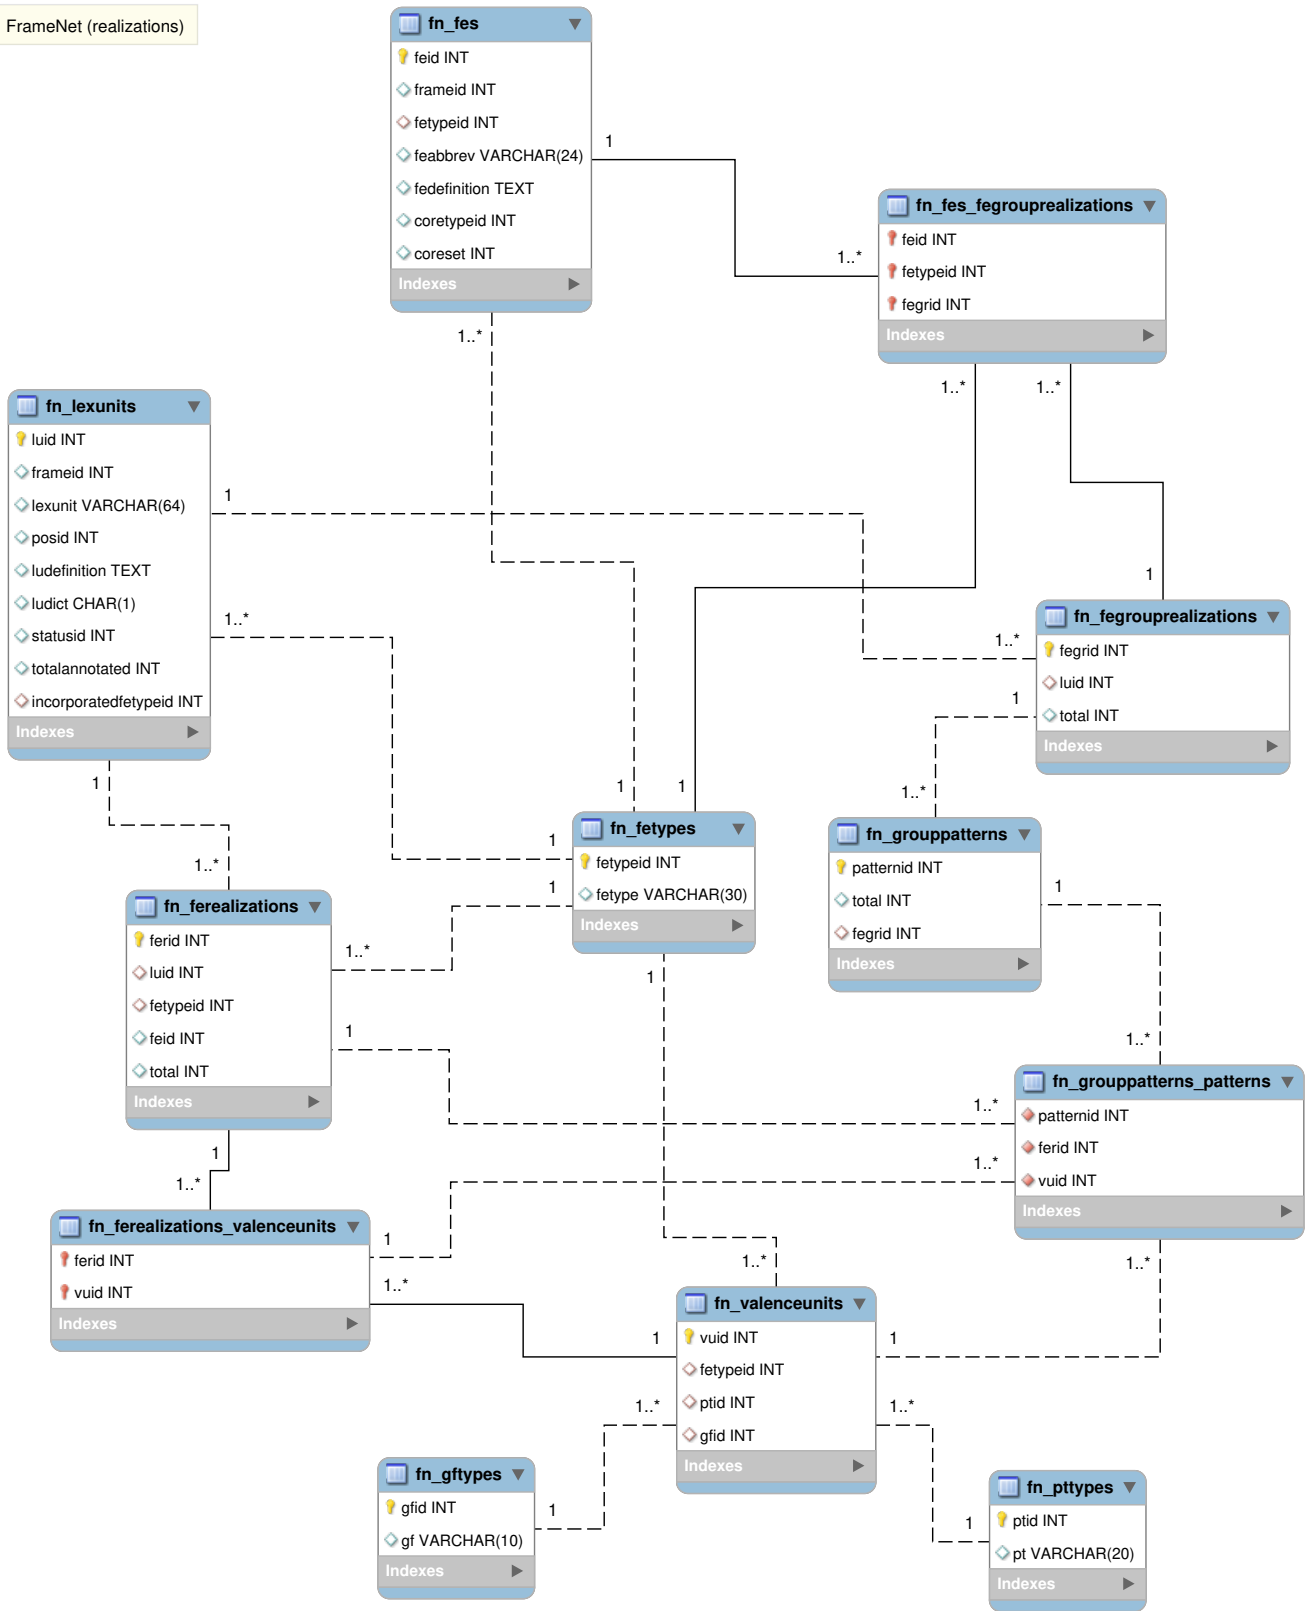 FrameNet (realizations)
fn_fes
feid INT
frameid INT
fetypeid INT
feabbrev VARCHAR(24)
fedefinition TEXT
coretypeid INT
coreset INT
Indexes
1
1..*
1..*
fn_fes_fegrouprealizations
feid INT
fetypeid INT
fegrid INT
Indexes
1..*
1..*
fn_lexunits
luid INT
frameid INT
lexunit VARCHAR(64)
posid INT
ludefinition TEXT
ludict CHAR(1)
statusid INT
totalannotated INT
incorporatedfetypeid INT
Indexes
1
1..*
1
1
1..*
fn_fegrouprealizations
fegrid INT
luid INT
total INT
Indexes
1
1..*
1
1
1
1
fn_fetypes
fetypeid INT
fetype VARCHAR(30)
Indexes
1
fn_grouppatterns
patternid INT
total INT
fegrid INT
Indexes
1
1..*
1..*
fn_ferealizations
ferid INT
luid INT
fetypeid INT
feid INT
total INT
Indexes
1..*
1
1
1..*
1..*
1..*
fn_grouppatterns_patterns
patternid INT
ferid INT
vuid INT
Indexes
1..*
fn_ferealizations_valenceunits
ferid INT
vuid INT
Indexes
1
1..*
1..*
1
1
fn_valenceunits
vuid INT
fetypeid INT
ptid INT
gfid INT
Indexes
1..*
1..*
fn_gftypes
gfid INT
gf VARCHAR(10)
Indexes
1
1
fn_pttypes
ptid INT
pt VARCHAR(20)
Indexes